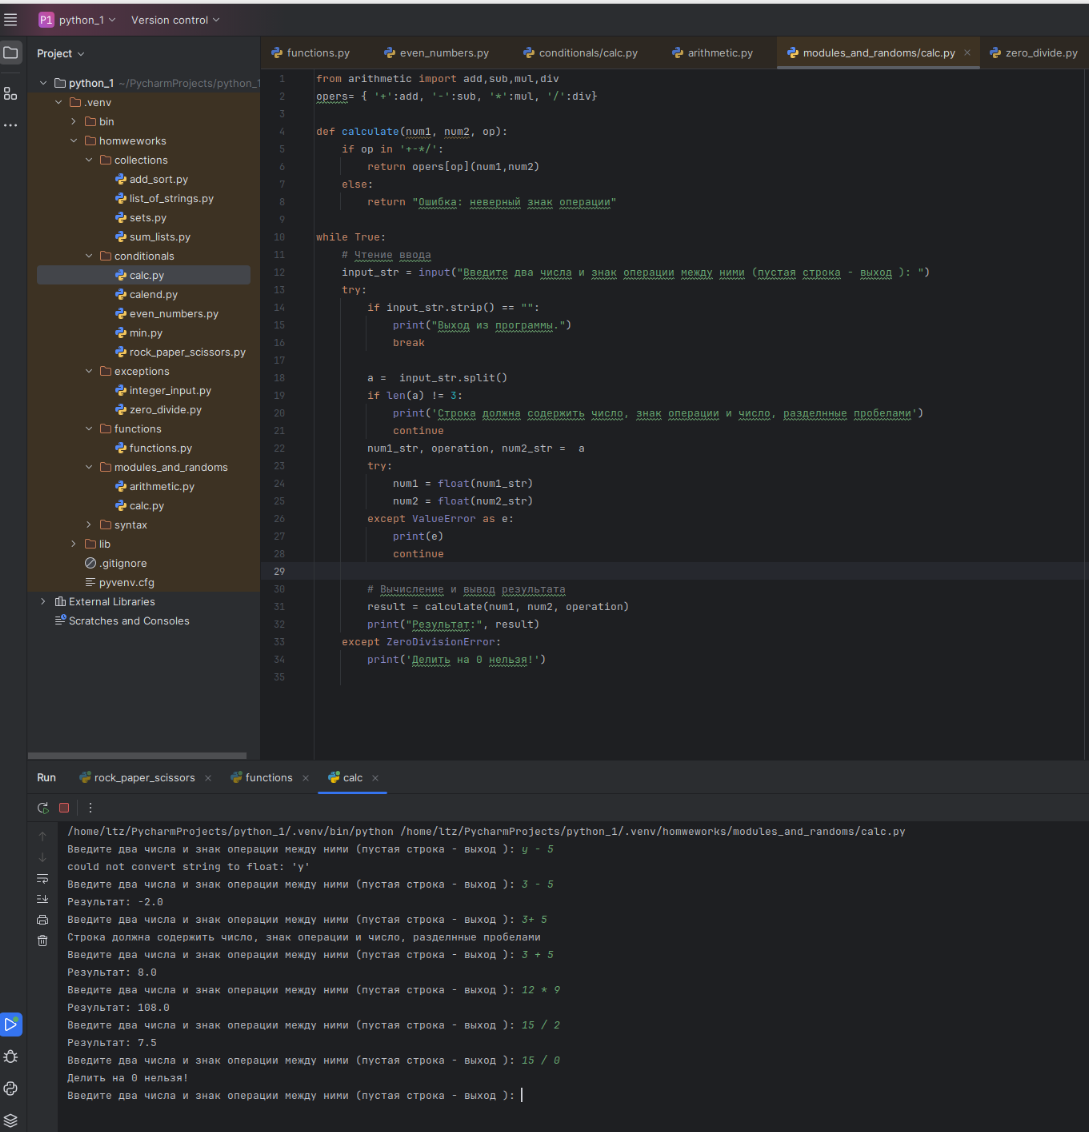 P1 python_1 Version control
Project
functions.py even_numbers.py conditionals/calc.py arithmetic.py modules_and_randoms/calc.py zero_divide.py
python_1 ~/PycharmProjects/python_1
.venv
bin
homweworks
collections
add_sort.py
list_of_strings.py
sets.py
sum_lists.py
conditionals
calc.py
calend.py
even_numbers.py
min.py
rock_paper_scissors.py
exceptions
integer_input.py
zero_divide.py
functions
functions.py
modules_and_randoms
arithmetic.py
calc.py
syntax
lib
.gitignore
pyvenv.cfg
External Libraries
Scratches and Consoles
1 from arithmetic import add,sub,mul,div
2 opers= { '+':add, '-':sub, '*':mul, '/':div}
3
4 def calculate(num1, num2, op):
5 if op in '+-*/':
6 return opers[op](num1,num2)
7 else:
8 return "Ошибка: неверный знак операции"
9
10 while True:
11 # Чтение ввода
12 input_str = input("Введите два числа и знак операции между ними (пустая строка - выход ): ")
13 try:
14 if input_str.strip() == "":
15 print("Выход из программы.")
16 break
17
18 a =  input_str.split()
19 if len(a) != 3:
20 print('Строка должна содержить число, знак операции и число, разделнные пробелами')
21 continue
22 num1_str, operation, num2_str =  a
23 try:
24 num1 = float(num1_str)
25 num2 = float(num2_str)
26 except ValueError as e:
27 print(e)
28 continue
29
30 # Вычисление и вывод результата
31 result = calculate(num1, num2, operation)
32 print("Результат:", result)
33 except ZeroDivisionError:
34 print('Делить на 0 нельзя!')
35
Run rock_paper_scissors functions calc
/home/ltz/PycharmProjects/python_1/.venv/bin/python /home/ltz/PycharmProjects/python_1/.venv/homweworks/modules_and_randoms/calc.py
Введите два числа и знак операции между ними (пустая строка - выход ): y - 5
could not convert string to float: 'y'
Введите два числа и знак операции между ними (пустая строка - выход ): 3 - 5
Результат: -2.0
Введите два числа и знак операции между ними (пустая строка - выход ): 3+ 5
Строка должна содержить число, знак операции и число, разделнные пробелами
Введите два числа и знак операции между ними (пустая строка - выход ): 3 + 5
Результат: 8.0
Введите два числа и знак операции между ними (пустая строка - выход ): 12 * 9
Результат: 108.0
Введите два числа и знак операции между ними (пустая строка - выход ): 15 / 2
Результат: 7.5
Введите два числа и знак операции между ними (пустая строка - выход ): 15 / 0
Делить на 0 нельзя!
Введите два числа и знак операции между ними (пустая строка - выход ):